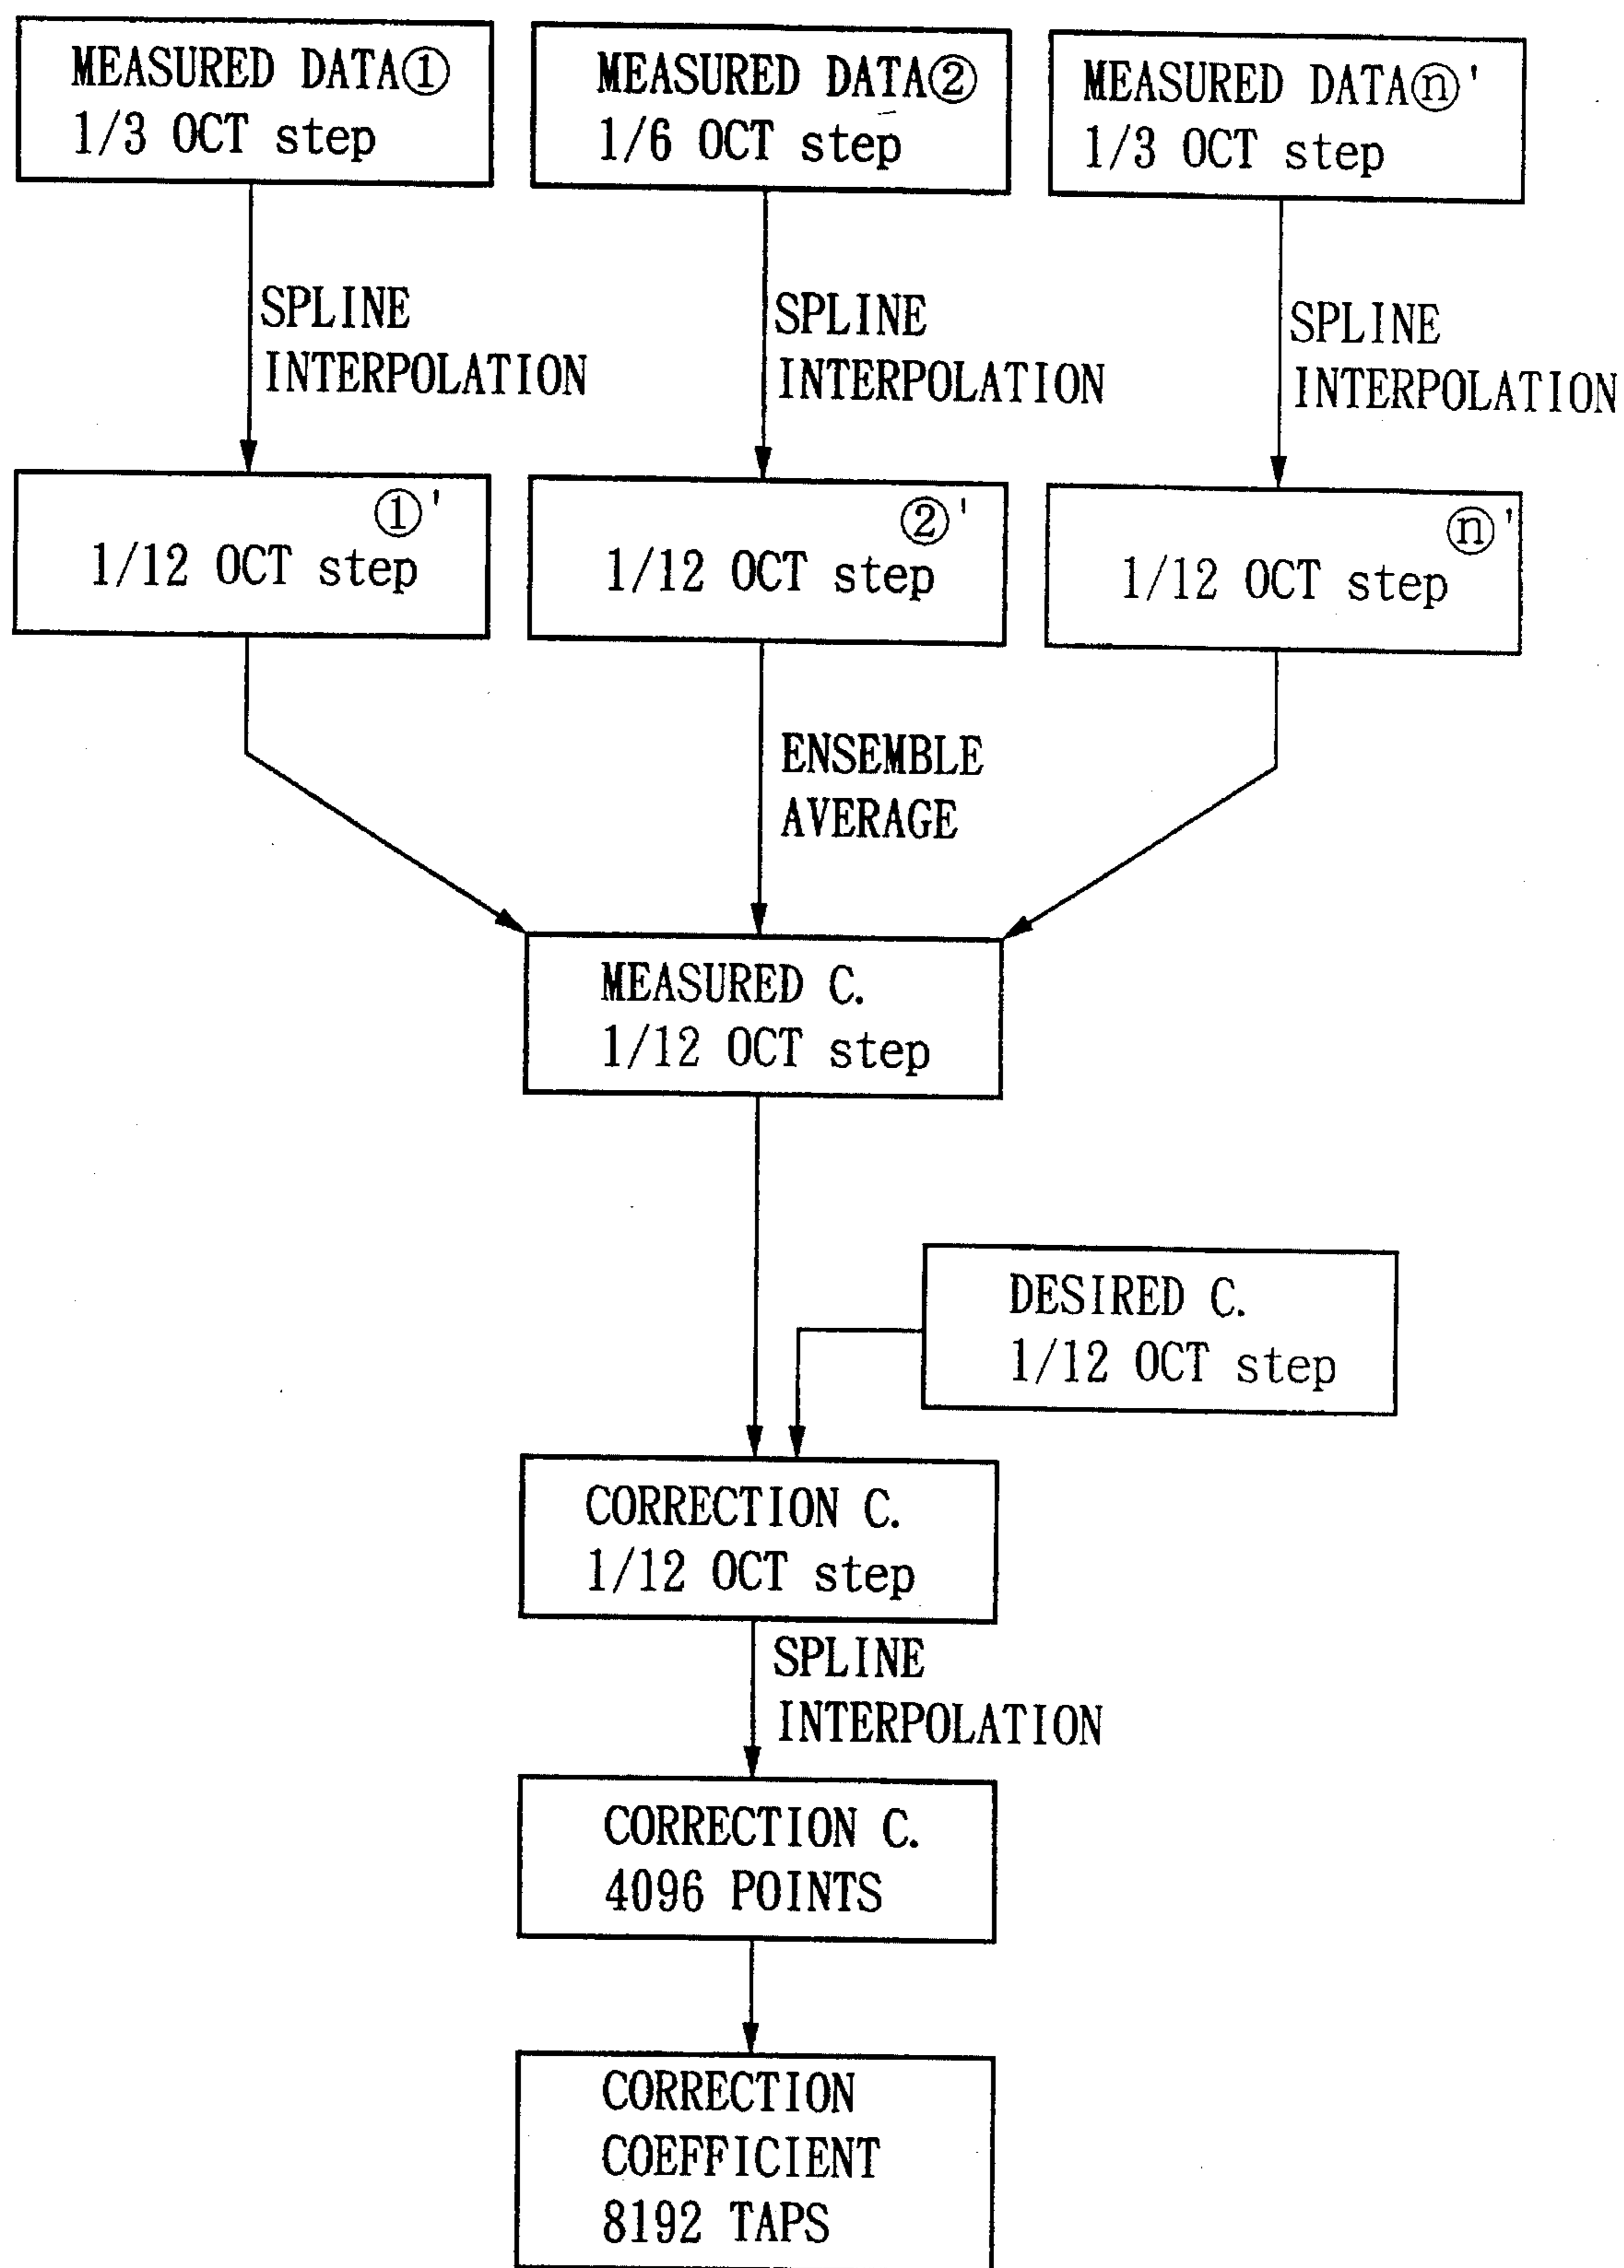 MEASURED DATA①
1/3 OCT step
MEASURED DATA②
1/6 OCT step
MEASURED DATAⓝ'
1/3 OCT step
SPLINE
INTERPOLATION
SPLINE
INTERPOLATION
SPLINE
INTERPOLATION
①'
1/12 OCT step
②'
1/12 OCT step
ⓝ'
1/12 OCT step
ENSEMBLE
AVERAGE
MEASURED C.
1/12 OCT step
DESIRED C.
1/12 OCT step
CORRECTION C.
1/12 OCT step
SPLINE
INTERPOLATION
CORRECTION C.
4096 POINTS
CORRECTION
COEFFICIENT
8192 TAPS